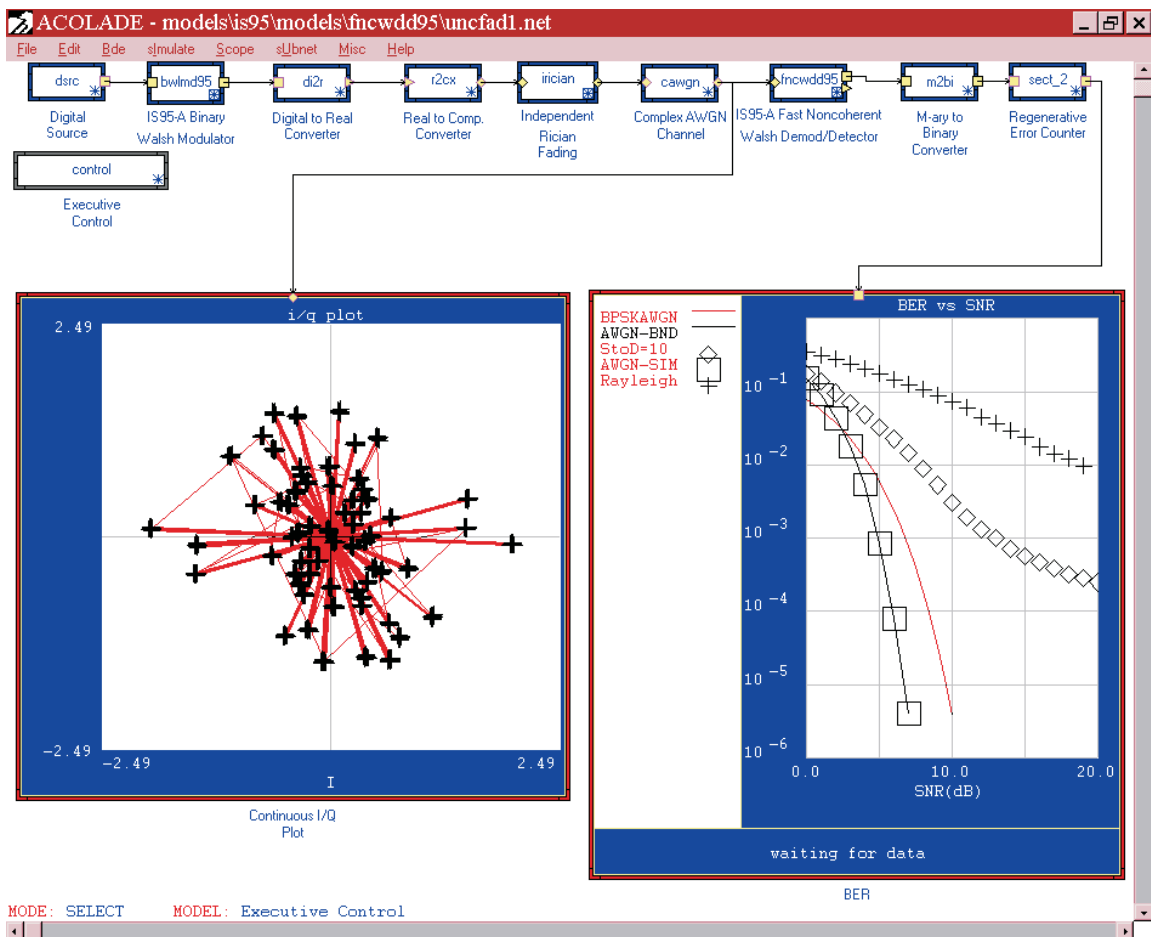 ACOLADE - models\is95\models\fncwdd95\uncfad1.net
File Edit Bde sImulate Scope sUbnet Misc Help
dsrc
Digital
Source
bwlmd95
IS95-A Binary
Walsh Modulator
di2r
Digital to Real
Converter
r2cx
Real to Comp.
Converter
irician
Independent
Rician
Fading
cawgn
Complex AWGN
Channel
fncwdd95
IS95-A Fast Noncoherent
Walsh Demod/Detector
m2bi
M-ary to
Binary
Converter
sect_2
Regenerative
Error Counter
control
Executive
Control
i/q plot
2.49
-2.49
-2.49
2.49
I
Continuous I/Q
Plot
BPSKAWGN
AWGN-BND
StoD=10
AWGN-SIM
Rayleigh
BER vs SNR
10 -1
10 -2
10 -3
10 -4
10 -5
10 -6
0.0 10.0 20.0
SNR(dB)
waiting for data
BER
MODE: SELECT MODEL: Executive Control